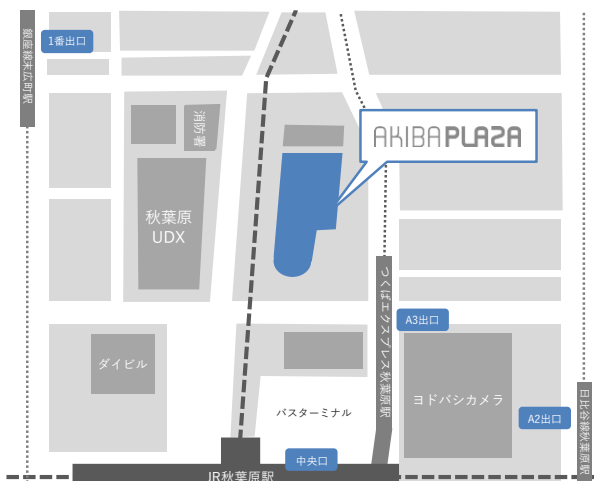 銀座線末広町駅
1番出口
消防署
AKIBA PLAZA
秋葉原
UDX
つくばエクスプレス秋葉原駅
A3出口
ダイビル
ヨドバシカメラ
バスターミナル
A2出口
日比谷線秋葉原駅
中央口
JR秋葉原駅